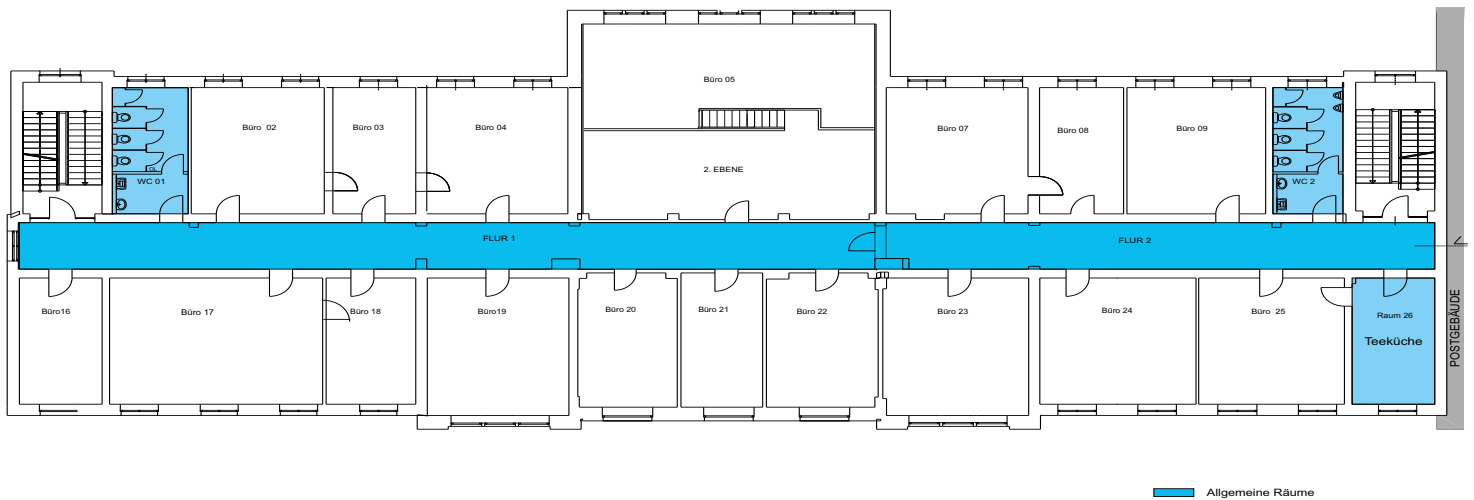 Büro 05
Büro 02
Büro 03
Büro 04
Büro 07
Büro 08
Büro 09
2. EBENE
WC 01
WC 2
FLUR 1
FLUR 2
Büro16
Büro 17
Büro 18
Büro19
Büro 20
Büro 21
Büro 22
Büro 23
Büro 24
Büro 25
Raum 26
Teeküche
POSTGEBÄUDE
Allgemeine Räume